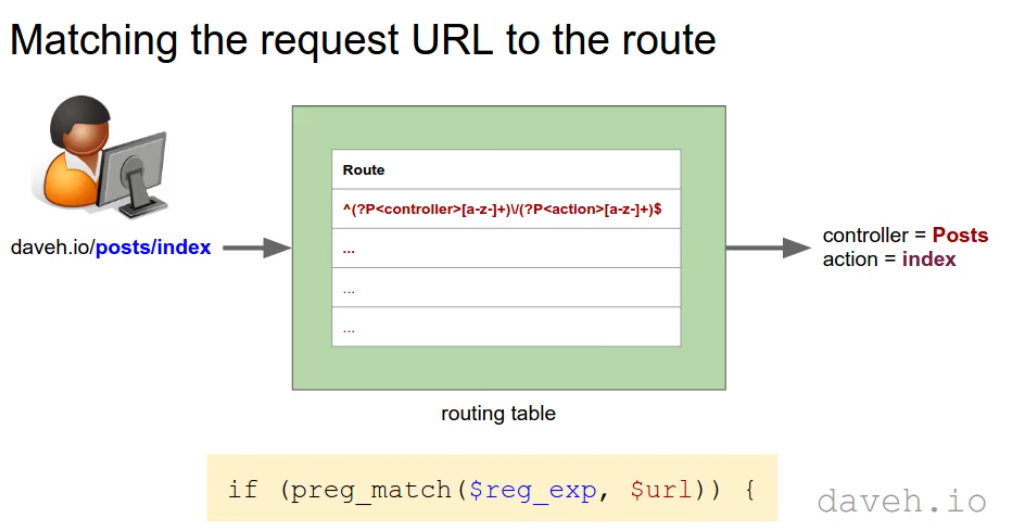 Matching the request URL to the route
Route
^(?P<controller>[a-z-]+)\/(?P<action>[a-z-]+)$
...
...
...
daveh.io/posts/index
controller = Posts
action = index
routing table
if (preg_match($reg_exp, $url)) {
daveh.io